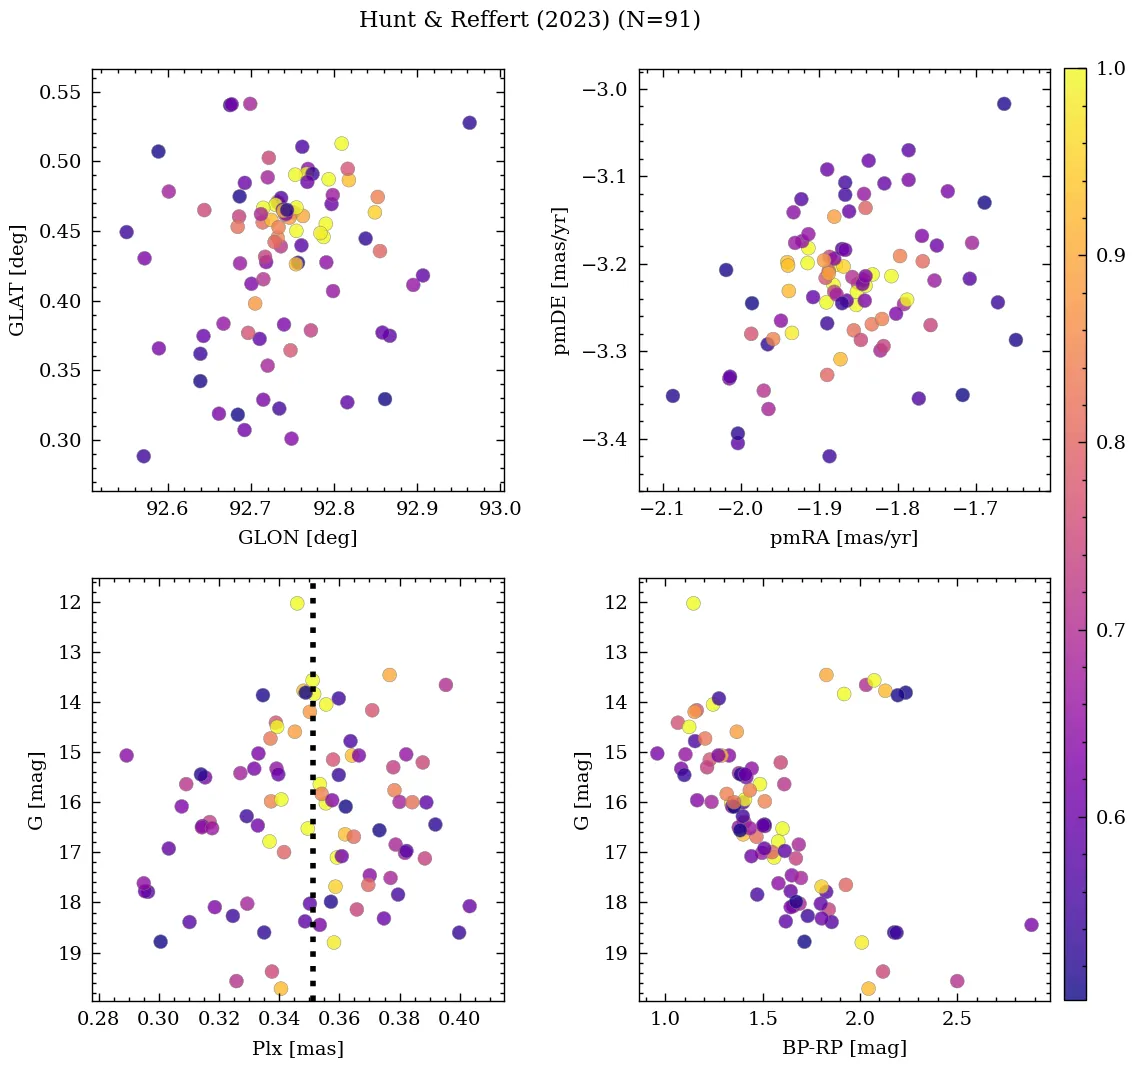 Hunt & Reffert (2023) (N=91)
0.55
0.50
0.45
0.40
0.35
0.30
GLAT [deg]
92.6 92.7 92.8 92.9 93.0
GLON [deg]
−3.0
−3.1
−3.2
−3.3
−3.4
pmDE [mas/yr]
−2.1 −2.0 −1.9 −1.8 −1.7
pmRA [mas/yr]
12
13
14
15
16
17
18
19
G [mag]
0.28 0.30 0.32 0.34 0.36 0.38 0.40
Plx [mas]
12
13
14
15
16
17
18
19
G [mag]
1.0 1.5 2.0 2.5
BP-RP [mag]
1.0
0.9
0.8
0.7
0.6